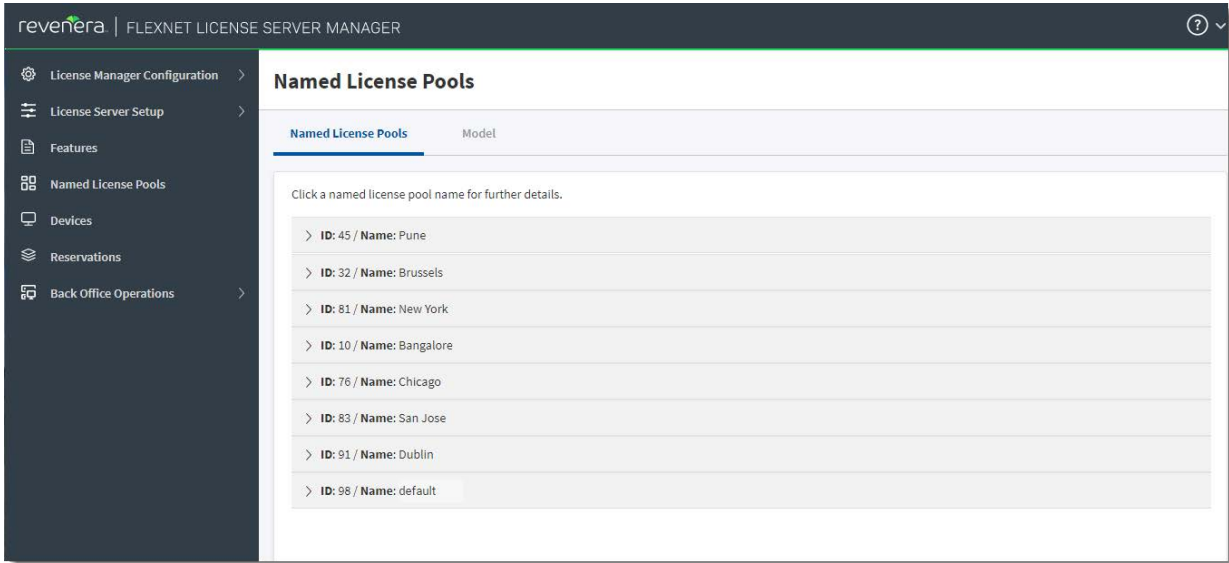 revenera. | FLEXNET LICENSE SERVER MANAGER
?
License Manager Configuration
License Server Setup
Features
Named License Pools
Devices
Reservations
Back Office Operations
Named License Pools
Named License Pools Model
Click a named license pool name for further details.
ID: 45 / Name: Pune
ID: 32 / Name: Brussels
ID: 81 / Name: New York
ID: 10 / Name: Bangalore
ID: 76 / Name: Chicago
ID: 83 / Name: San Jose
ID: 91 / Name: Dublin
ID: 98 / Name: default